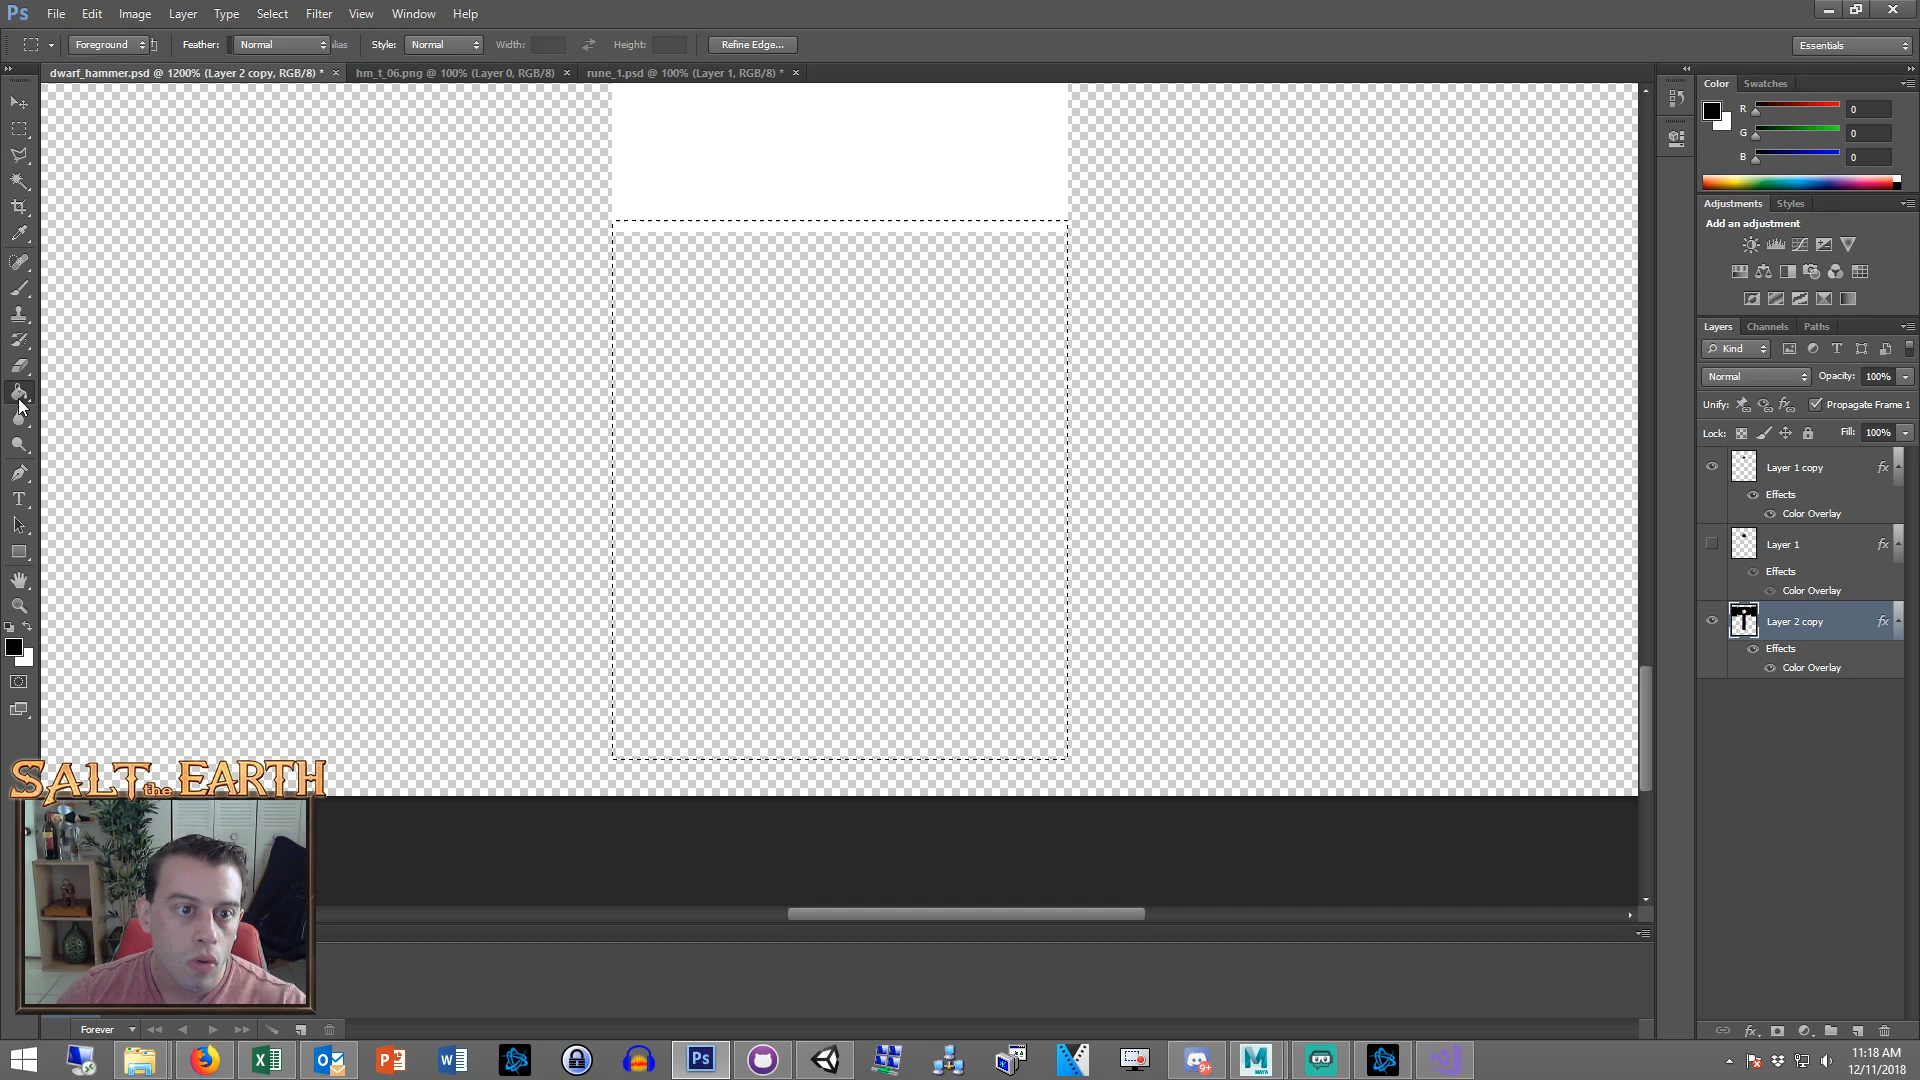 Ps File Edit Image Layer Type Select Filter View Window Help
Foreground Feather: Normal Style: Normal Width: Height: Refine Edge... Essentials
dwarf_hammer.psd @ 1200% (Layer 2 copy, RGB/8) * × hm_t_06.png @ 100% (Layer 0, RGB/8) × rune_1.psd @ 100% (Layer 1, RGB/8) * ×
Color Swatches
R 0
G 0
B 0
Adjustments Styles
Add an adjustment
Layers Channels Paths
Kind
Normal Opacity: 100%
Unify: Propagate Frame 1
Lock: Fill: 100%
Layer 1 copy fx
Effects
Color Overlay
Layer 1 fx
Effects
Color Overlay
Layer 2 copy fx
Effects
Color Overlay
SALT the EARTH
Forever
11:18 AM
12/11/2018